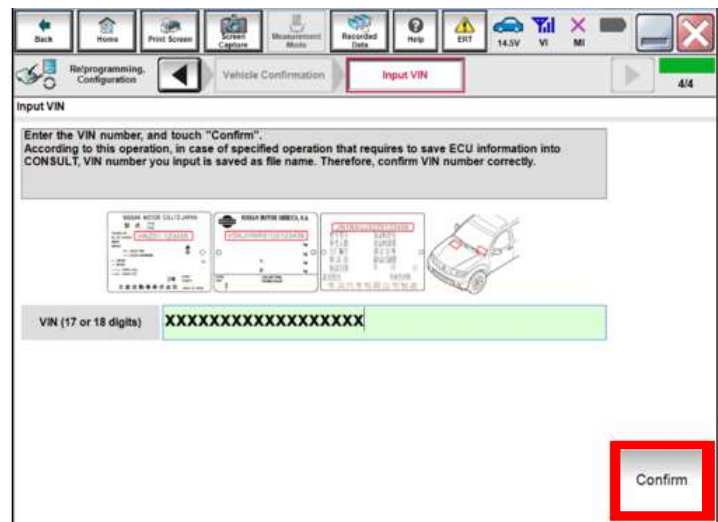 Back
Home
Print Screen
Screen Capture
Measurement Mode
Recorded Data
Help
ERT
14.5V
VI
MI
Re/programming, Configuration
Vehicle Confirmation
Input VIN
4/4
Input VIN
Enter the VIN number, and touch "Confirm".
According to this operation, in case of specified operation that requires to save ECU information into
CONSULT, VIN number you input is saved as file name. Therefore, confirm VIN number correctly.
VIN (17 or 18 digits)
XXXXXXXXXXXXXXXXXX
Confirm